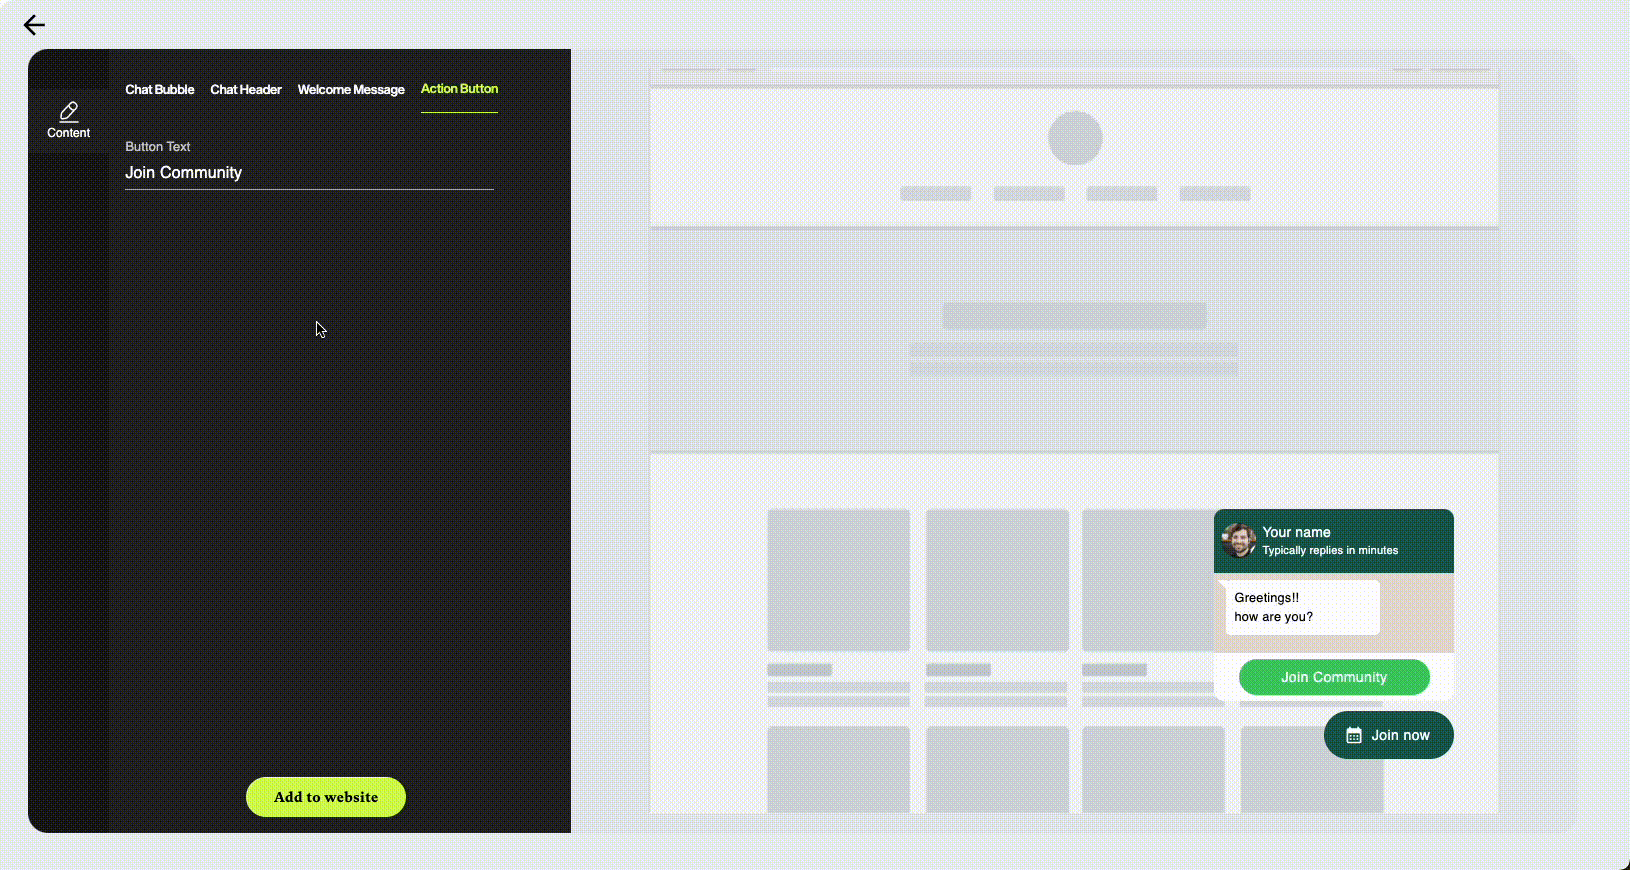 Chat Bubble Chat Header Welcome Message Action Button
Content
Button Text
Join Community
Add to website
Your name
Typically replies in minutes
Greetings!!
how are you?
Join Community
Join now